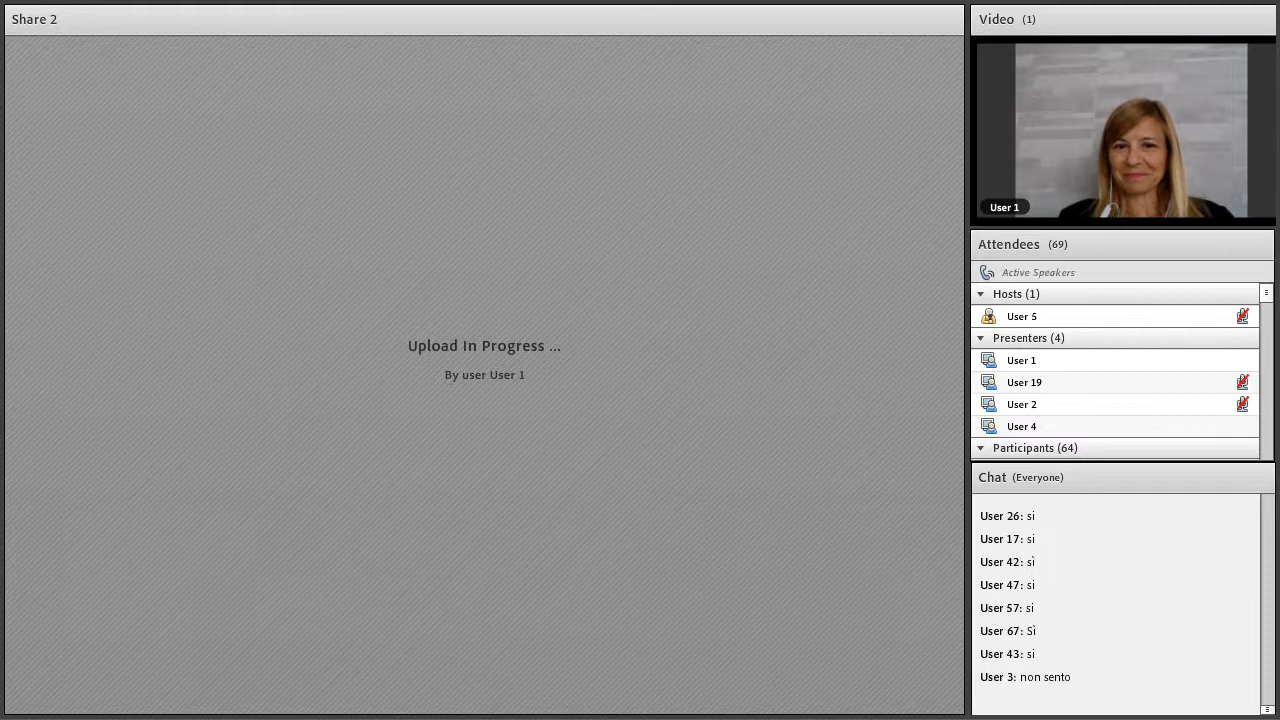 Share 2
Upload In Progress ...
By user User 1
Video (1)
User 1
Attendees (69)
Active Speakers
Hosts (1)
User 5
Presenters (4)
User 1
User 19
User 2
User 4
Participants (64)
Chat (Everyone)
User 26: si
User 17: si
User 42: sì
User 47: si
User 57: si
User 67: Sì
User 43: si
User 3: non sento